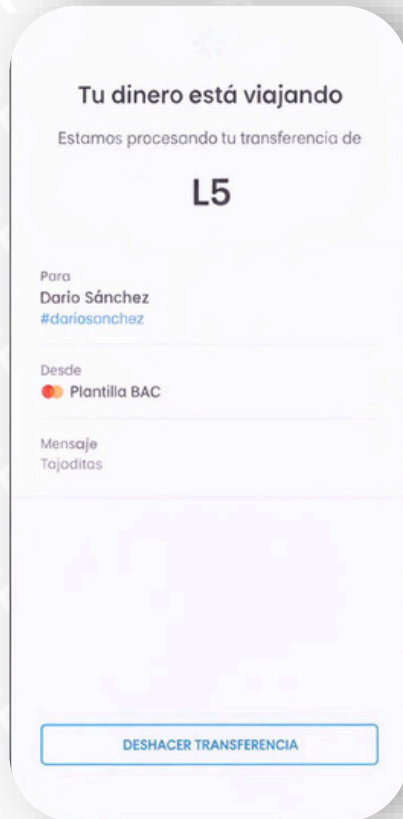 Tu dinero está viajando
Estamos procesando tu transferencia de
L5
Para
Dario Sánchez
#dariosanchez
Desde
Plantilla BAC
Mensaje
Tajaditas
DESHACER TRANSFERENCIA